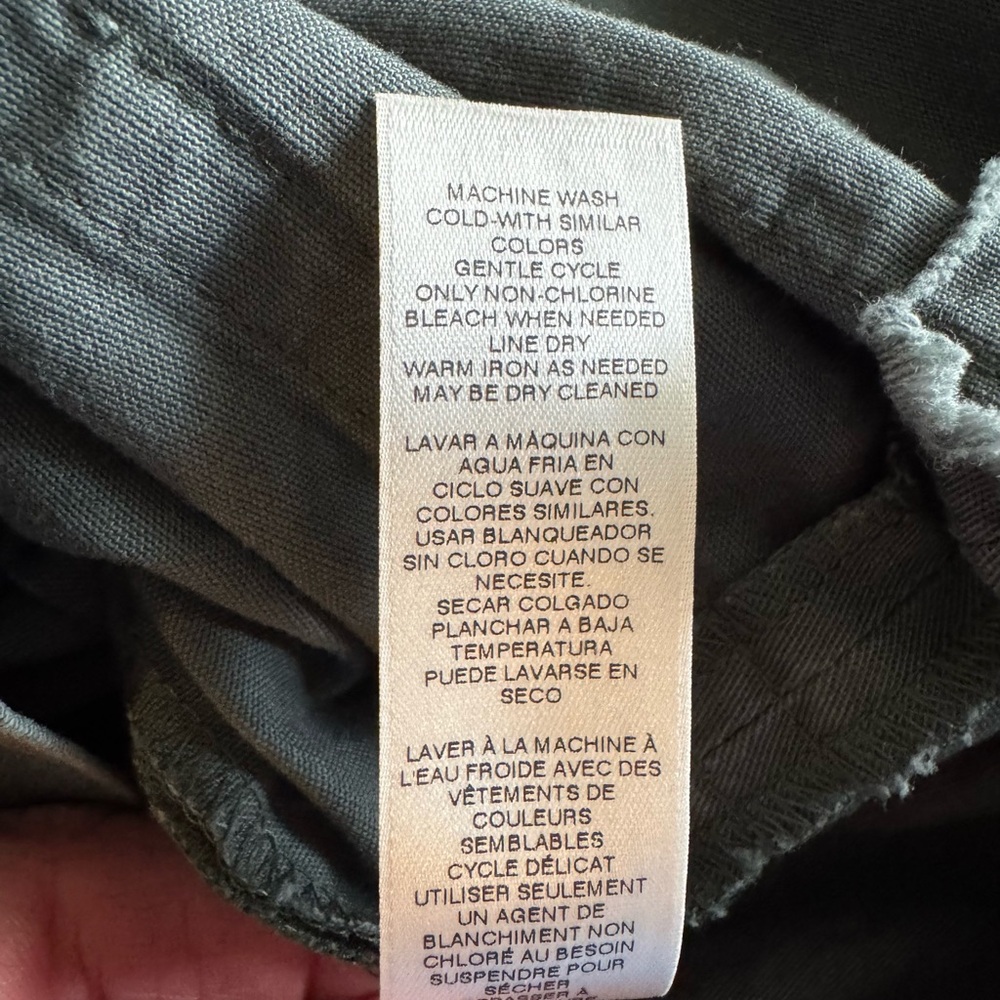 MACHINE WASH
COLD-WITH SIMILAR
COLORS
GENTLE CYCLE
ONLY NON-CHLORINE
BLEACH WHEN NEEDED
LINE DRY
WARM IRON AS NEEDED
MAY BE DRY CLEANED
LAVAR A MÁQUINA CON
AGUA FRIA EN
CICLO SUAVE CON
COLORES SIMILARES.
USAR BLANQUEADOR
SIN CLORO CUANDO SE
NECESITE.
SECAR COLGADO
PLANCHAR A BAJA
TEMPERATURA
PUEDE LAVARSE EN
SECO
LAVER À LA MACHINE À
L'EAU FROIDE AVEC DES
VÊTEMENTS DE
COULEURS
SEMBLABLES
CYCLE DÉLICAT
UTILISER SEULEMENT
UN AGENT DE
BLANCHIMENT NON
CHLORÉ AU BESOIN
SUSPENDRE POUR
SÉCHER